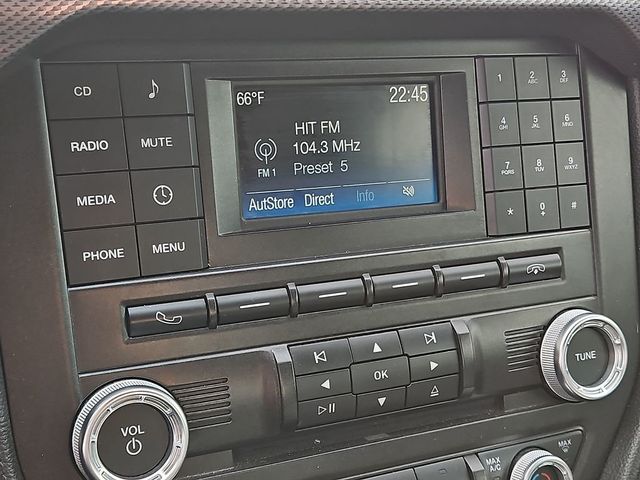 CD
RADIO
MUTE
MEDIA
PHONE
MENU
66°F
22:45
HIT FM
104.3 MHz
FM 1
Preset 5
AutStore Direct Info
1 2 ABC 3 DEF
4 GHI 5 JKL 6 MNO
7 PQRS 8 TUV 9 WXYZ
* 0 #
OK
VOL
TUNE
MAX A/C
MAX